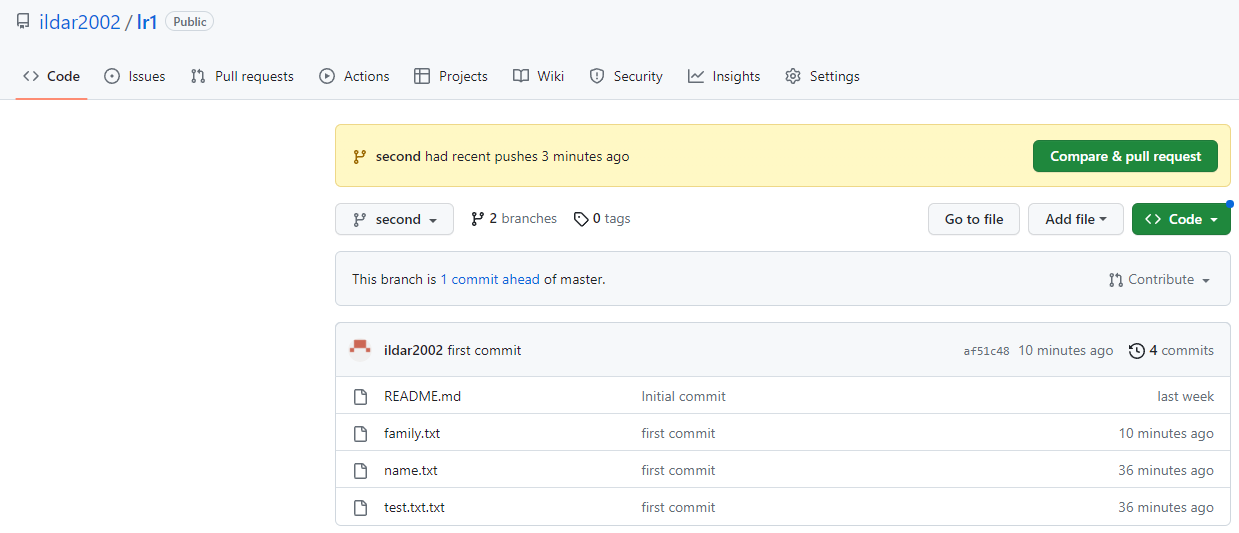 ildar2002 / lr1 Public
Code Issues Pull requests Actions Projects Wiki Security Insights Settings
second had recent pushes 3 minutes ago Compare & pull request
second 2 branches 0 tags Go to file Add file Code
This branch is 1 commit ahead of master. Contribute
ildar2002 first commit af51c48 10 minutes ago 4 commits
README.md Initial commit last week
family.txt first commit 10 minutes ago
name.txt first commit 36 minutes ago
test.txt.txt first commit 36 minutes ago